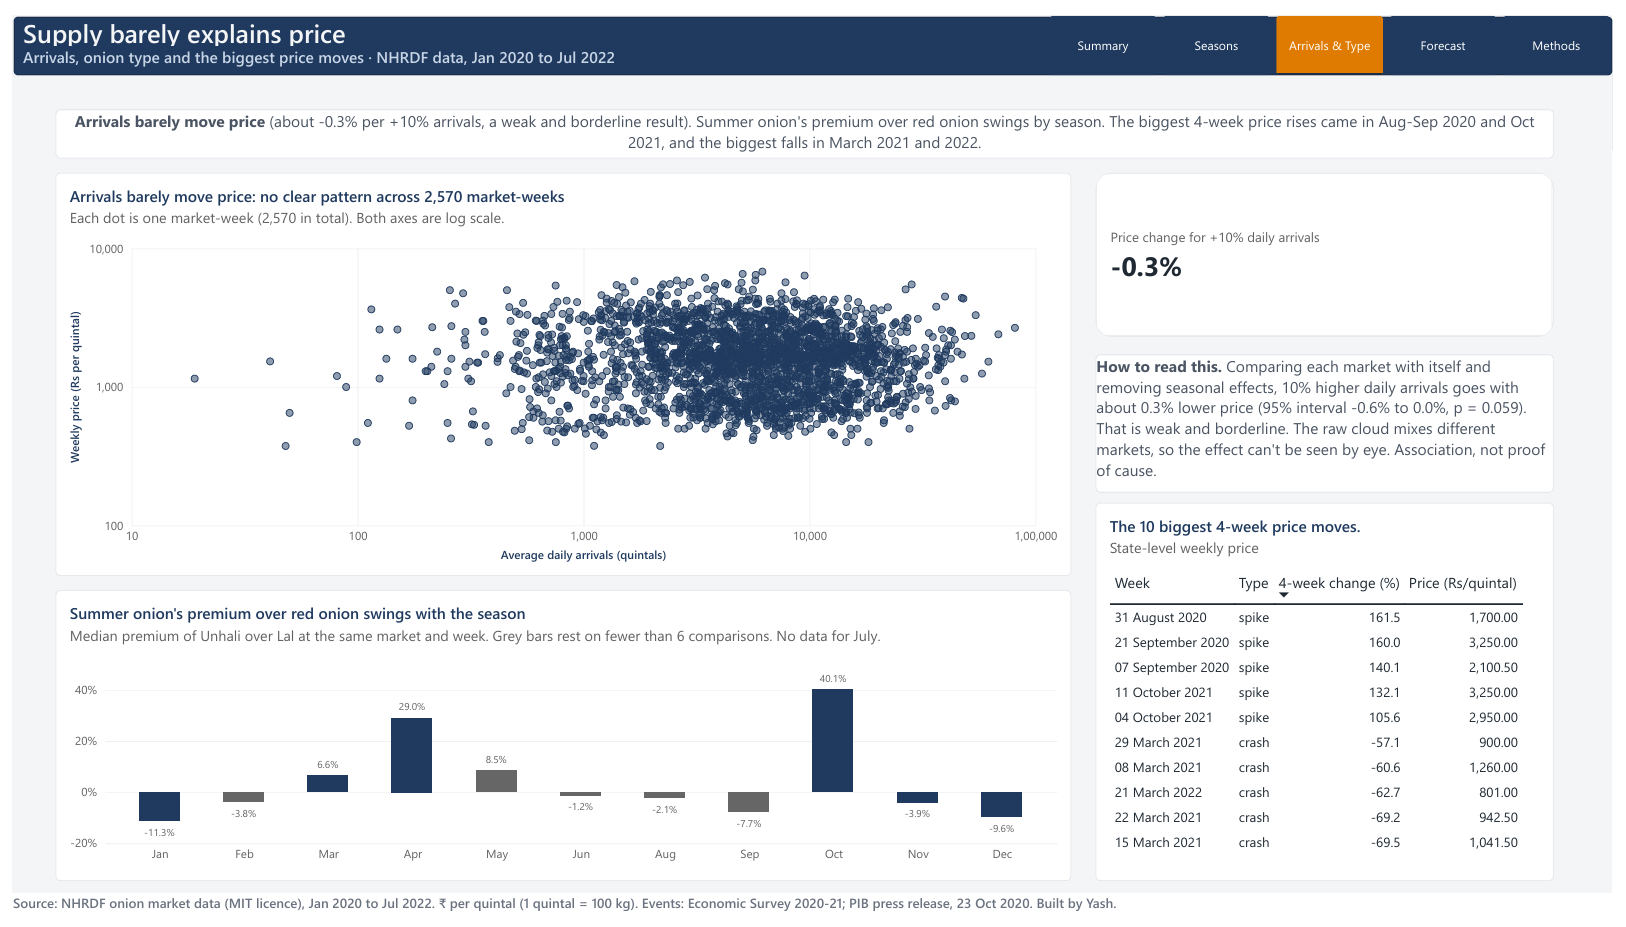 Supply barely explains price
Arrivals, onion type and the biggest price moves · NHRDF data, Jan 2020 to Jul 2022
Summary
Seasons
Arrivals & Type
Forecast
Methods
Arrivals barely move price (about -0.3% per +10% arrivals, a weak and borderline result). Summer onion's premium over red onion swings by season. The biggest 4-week price rises came in Aug-Sep 2020 and Oct
2021, and the biggest falls in March 2021 and 2022.
Arrivals barely move price: no clear pattern across 2,570 market-weeks
Each dot is one market-week (2,570 in total). Both axes are log scale.
Weekly price (Rs per quintal)
10,000
1,000
100
10
100
1,000
10,000
1,00,000
Average daily arrivals (quintals)
Price change for +10% daily arrivals
-0.3%
How to read this. Comparing each market with itself and
removing seasonal effects, 10% higher daily arrivals goes with
about 0.3% lower price (95% interval -0.6% to 0.0%, p = 0.059).
That is weak and borderline. The raw cloud mixes different
markets, so the effect can't be seen by eye. Association, not proof
of cause.
Summer onion's premium over red onion swings with the season
Median premium of Unhali over Lal at the same market and week. Grey bars rest on fewer than 6 comparisons. No data for July.
40%
20%
0%
-20%
-11.3%
-3.8%
6.6%
29.0%
8.5%
-1.2%
-2.1%
-7.7%
40.1%
-3.9%
-9.6%
Jan
Feb
Mar
Apr
May
Jun
Aug
Sep
Oct
Nov
Dec
The 10 biggest 4-week price moves.
State-level weekly price
Week Type 4-week change (%) Price (Rs/quintal)
31 August 2020 spike 161.5 1,700.00
21 September 2020 spike 160.0 3,250.00
07 September 2020 spike 140.1 2,100.50
11 October 2021 spike 132.1 3,250.00
04 October 2021 spike 105.6 2,950.00
29 March 2021 crash -57.1 900.00
08 March 2021 crash -60.6 1,260.00
21 March 2022 crash -62.7 801.00
22 March 2021 crash -69.2 942.50
15 March 2021 crash -69.5 1,041.50
Source: NHRDF onion market data (MIT licence), Jan 2020 to Jul 2022. ₹ per quintal (1 quintal = 100 kg). Events: Economic Survey 2020-21; PIB press release, 23 Oct 2020. Built by Yash.